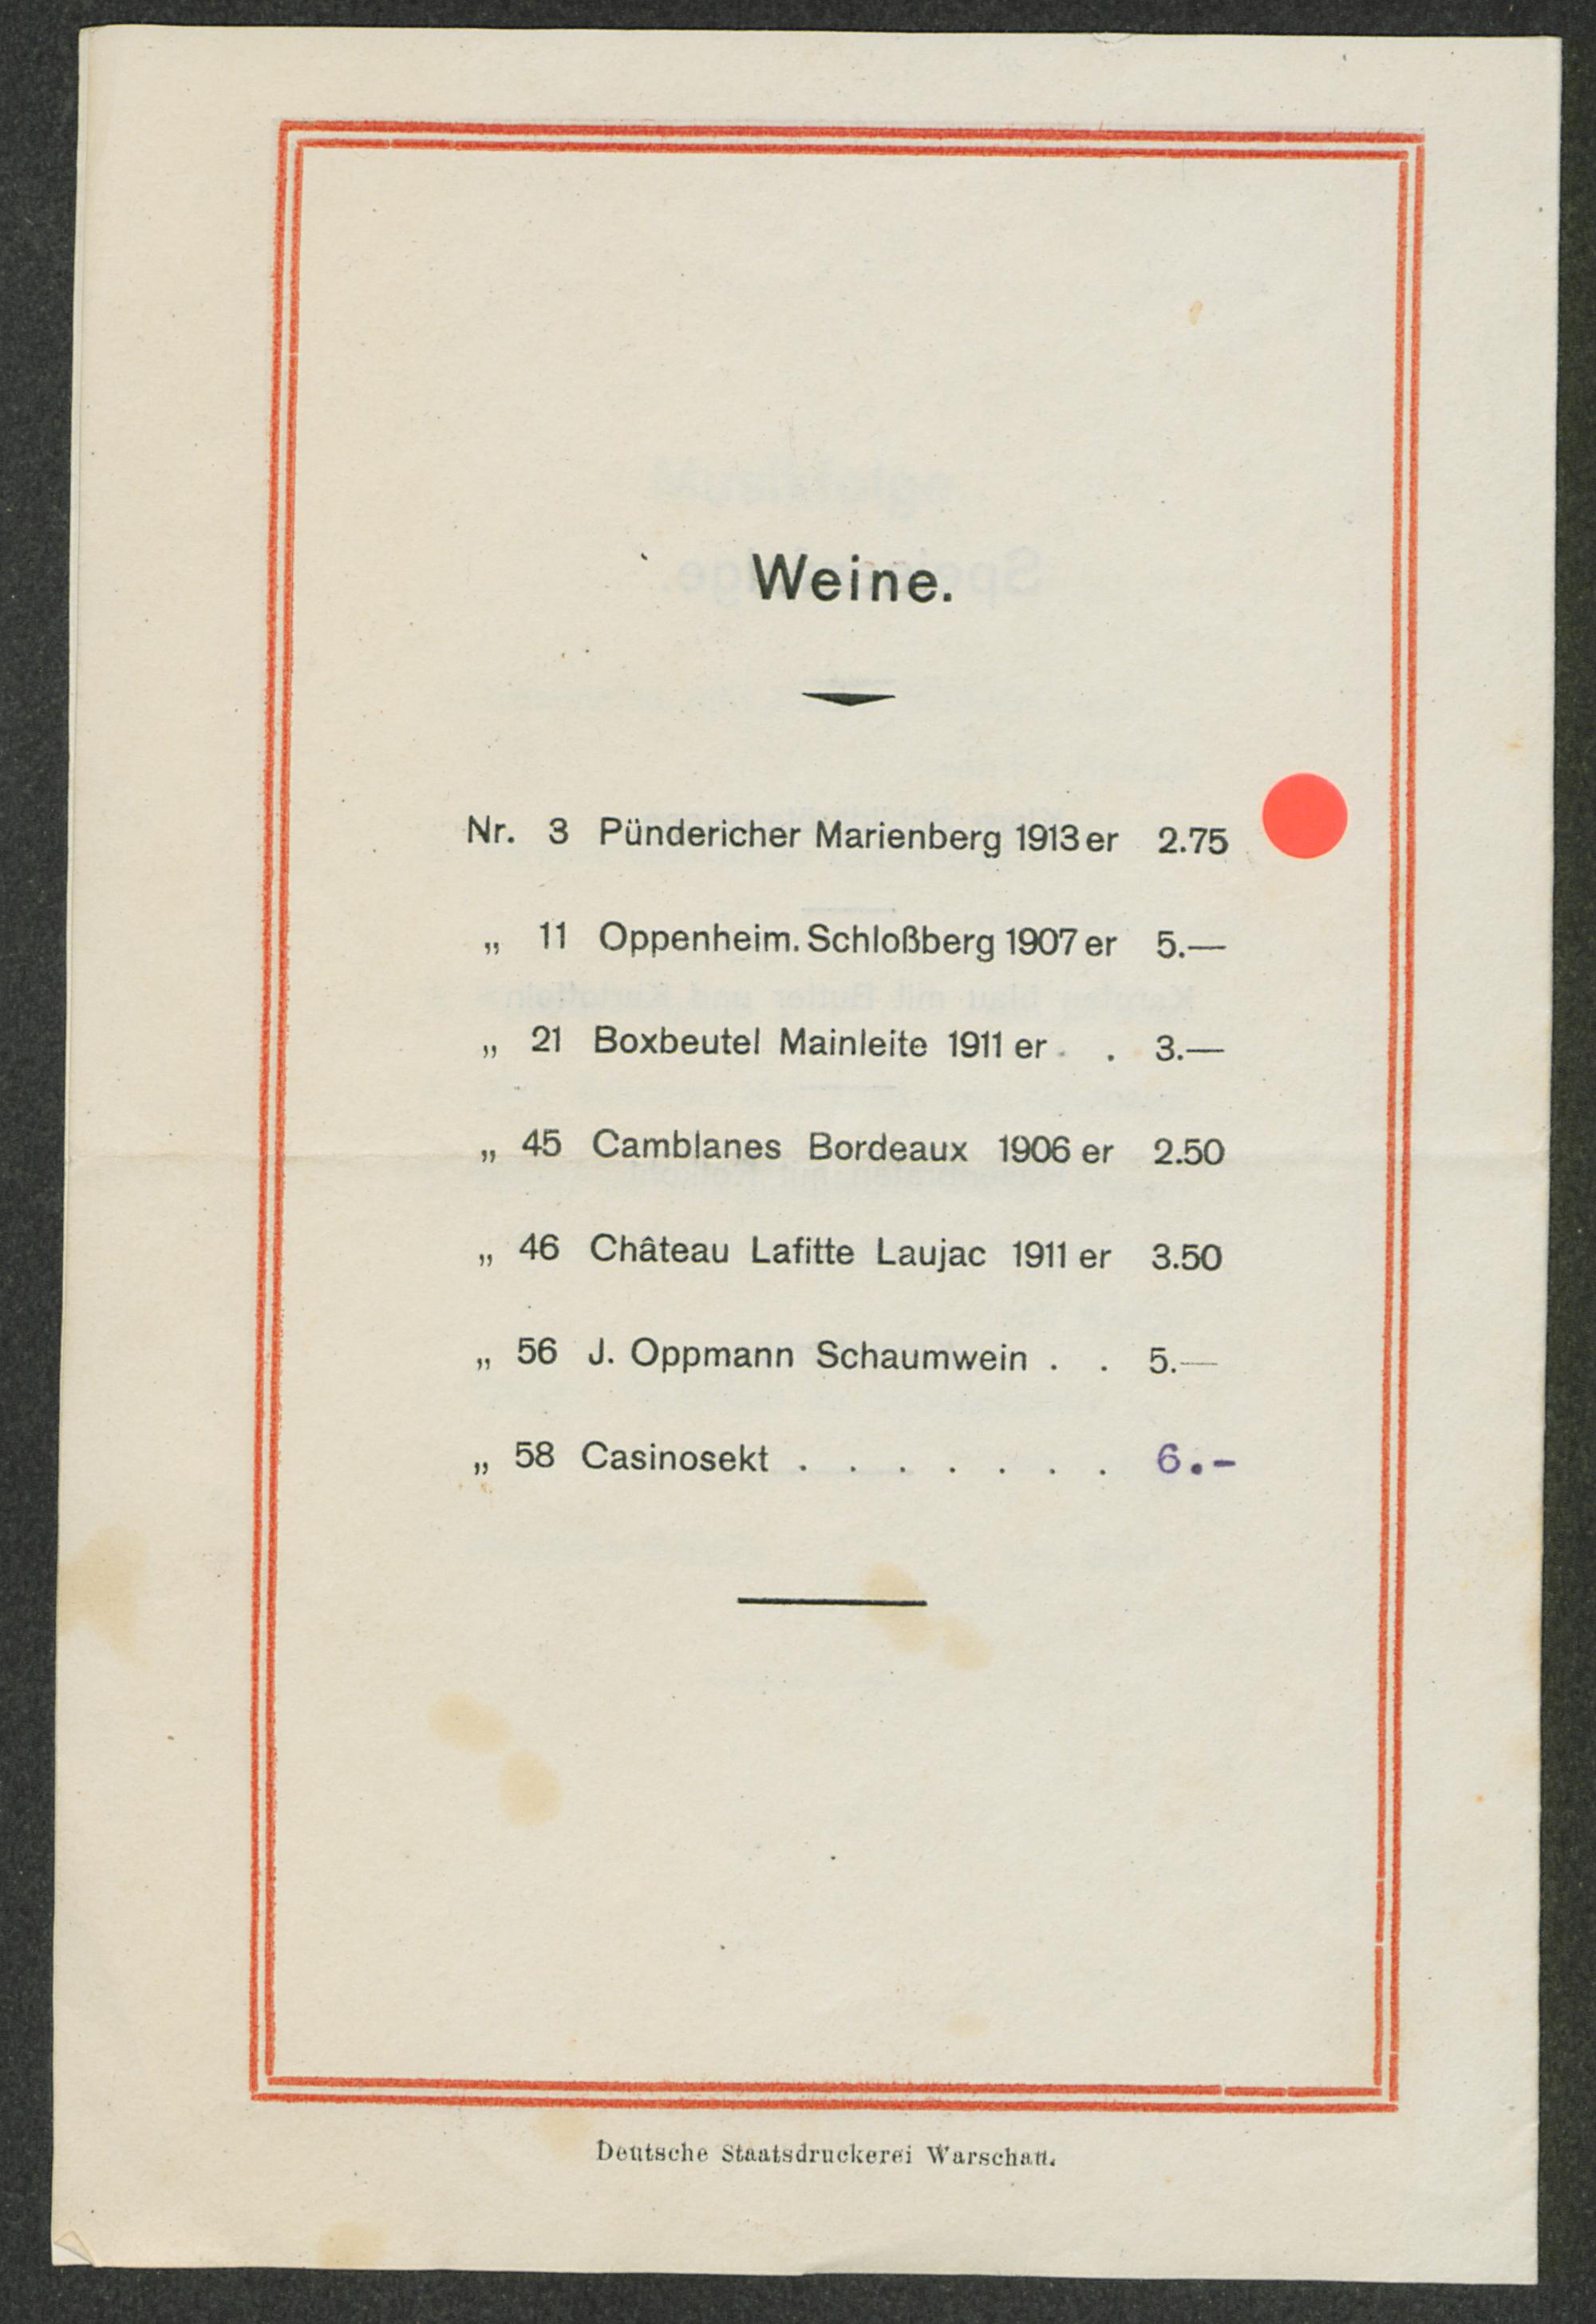 Weine.
Nr. 3 Pündericher Marienberg 1913er 2.75
„ 11 Oppenheim. Schloßberg 1907er 5.—
„ 21 Boxbeutel Mainleite 1911er . . 3.—
„ 45 Camblanes Bordeaux 1906er 2.50
„ 46 Château Lafitte Laujac 1911er 3.50
„ 56 J. Oppmann Schaumwein . . 5.—
„ 58 Casinosekt . . . . . . . 6.-
Deutsche Staatsdruckerei Warschau.